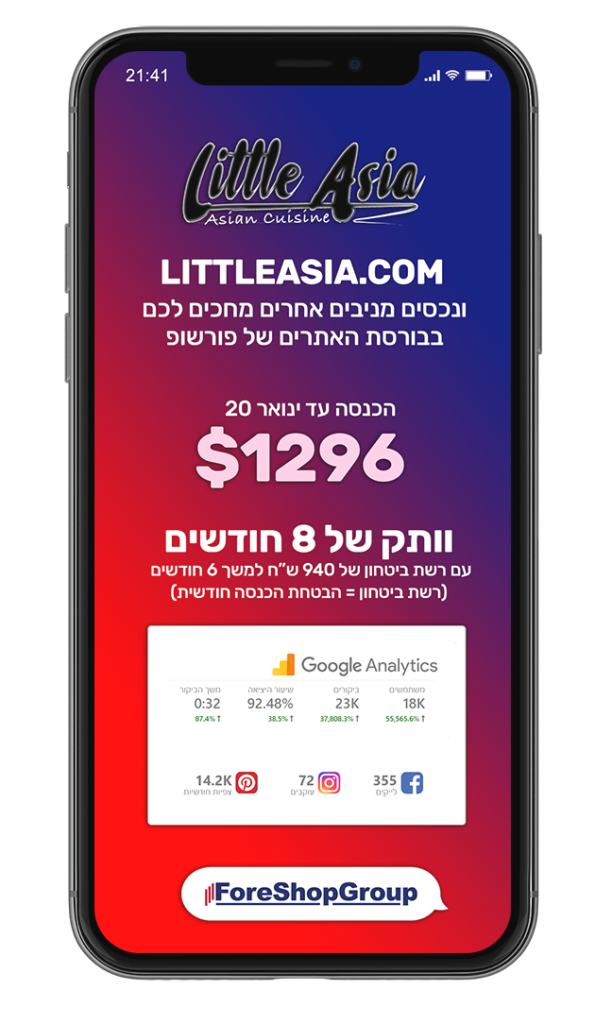 21:41
Little Asia
Asian Cuisine
LITTLEASIA.COM
ונכסים מניבים אחרים מחכים לכם
בבורסת האתרים של פורשופ
הכנסה עד ינואר 20
$1296
וותק של 8 חודשים
עם רשת ביטחון של 940 ש״ח למשך 6 חודשים
(רשת ביטחון = הבטחת הכנסה חודשית)
Google Analytics
משתמשים ביקורים שיעור היציאה משך הביקור
18K 23K 92.48% 0:32
55,565.6% ↑ 37,808.3% ↑ 38.5% ↑ 87.4% ↑
355 72 14.2K
לייקים עוקבים צפיות חודשיות
ForeShopGroup